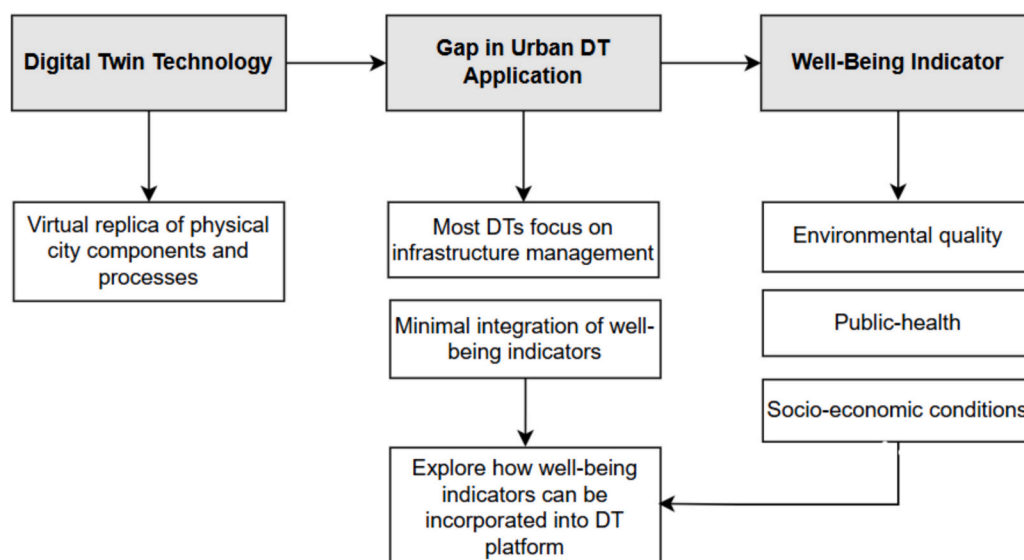 Digital Twin Technology
Gap in Urban DT
Application
Well-Being Indicator
Virtual replica of physical
city components and
processes
Most DTs focus on
infrastructure management
Minimal integration of well-
being indicators
Explore how well-being
indicators can be
incorporated into DT
platform
Environmental quality
Public-health
Socio-economic conditions